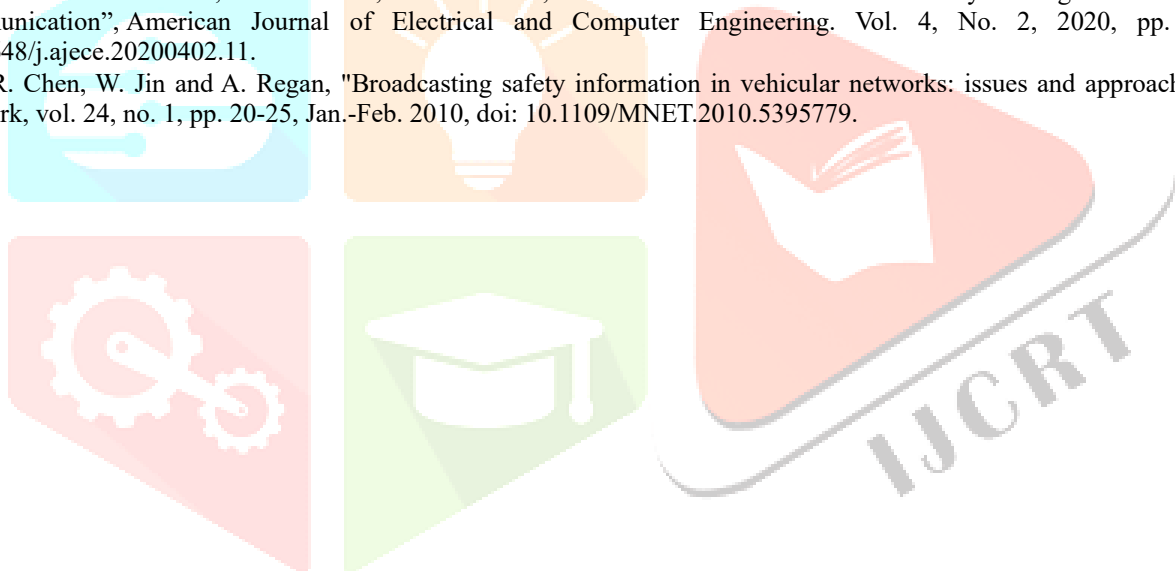 unication”, American Journal of Electrical and Computer Engineering. Vol. 4, No. 2, 2020, pp.
48/j.ajece.20200402.11.
R. Chen, W. Jin and A. Regan, "Broadcasting safety information in vehicular networks: issues and approach
rk, vol. 24, no. 1, pp. 20-25, Jan.-Feb. 2010, doi: 10.1109/MNET.2010.5395779.
IJCRT